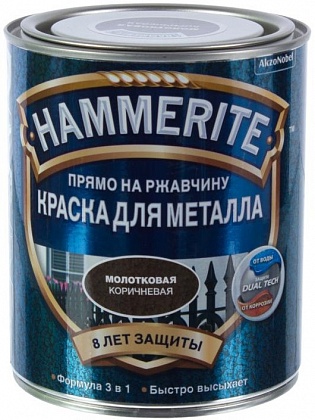 AkzoNobel
HAMMERITE
ПРЯМО НА РЖАВЧИНУ
КРАСКА ДЛЯ МЕТАЛЛА
МОЛОТКОВАЯ
КОРИЧНЕВАЯ
ОТ ВОДЫ
DUAL TECH
ОТ КОРРОЗИИ
8 ЛЕТ ЗАЩИТЫ
• Формула 3 в 1 • Быстро высыхает